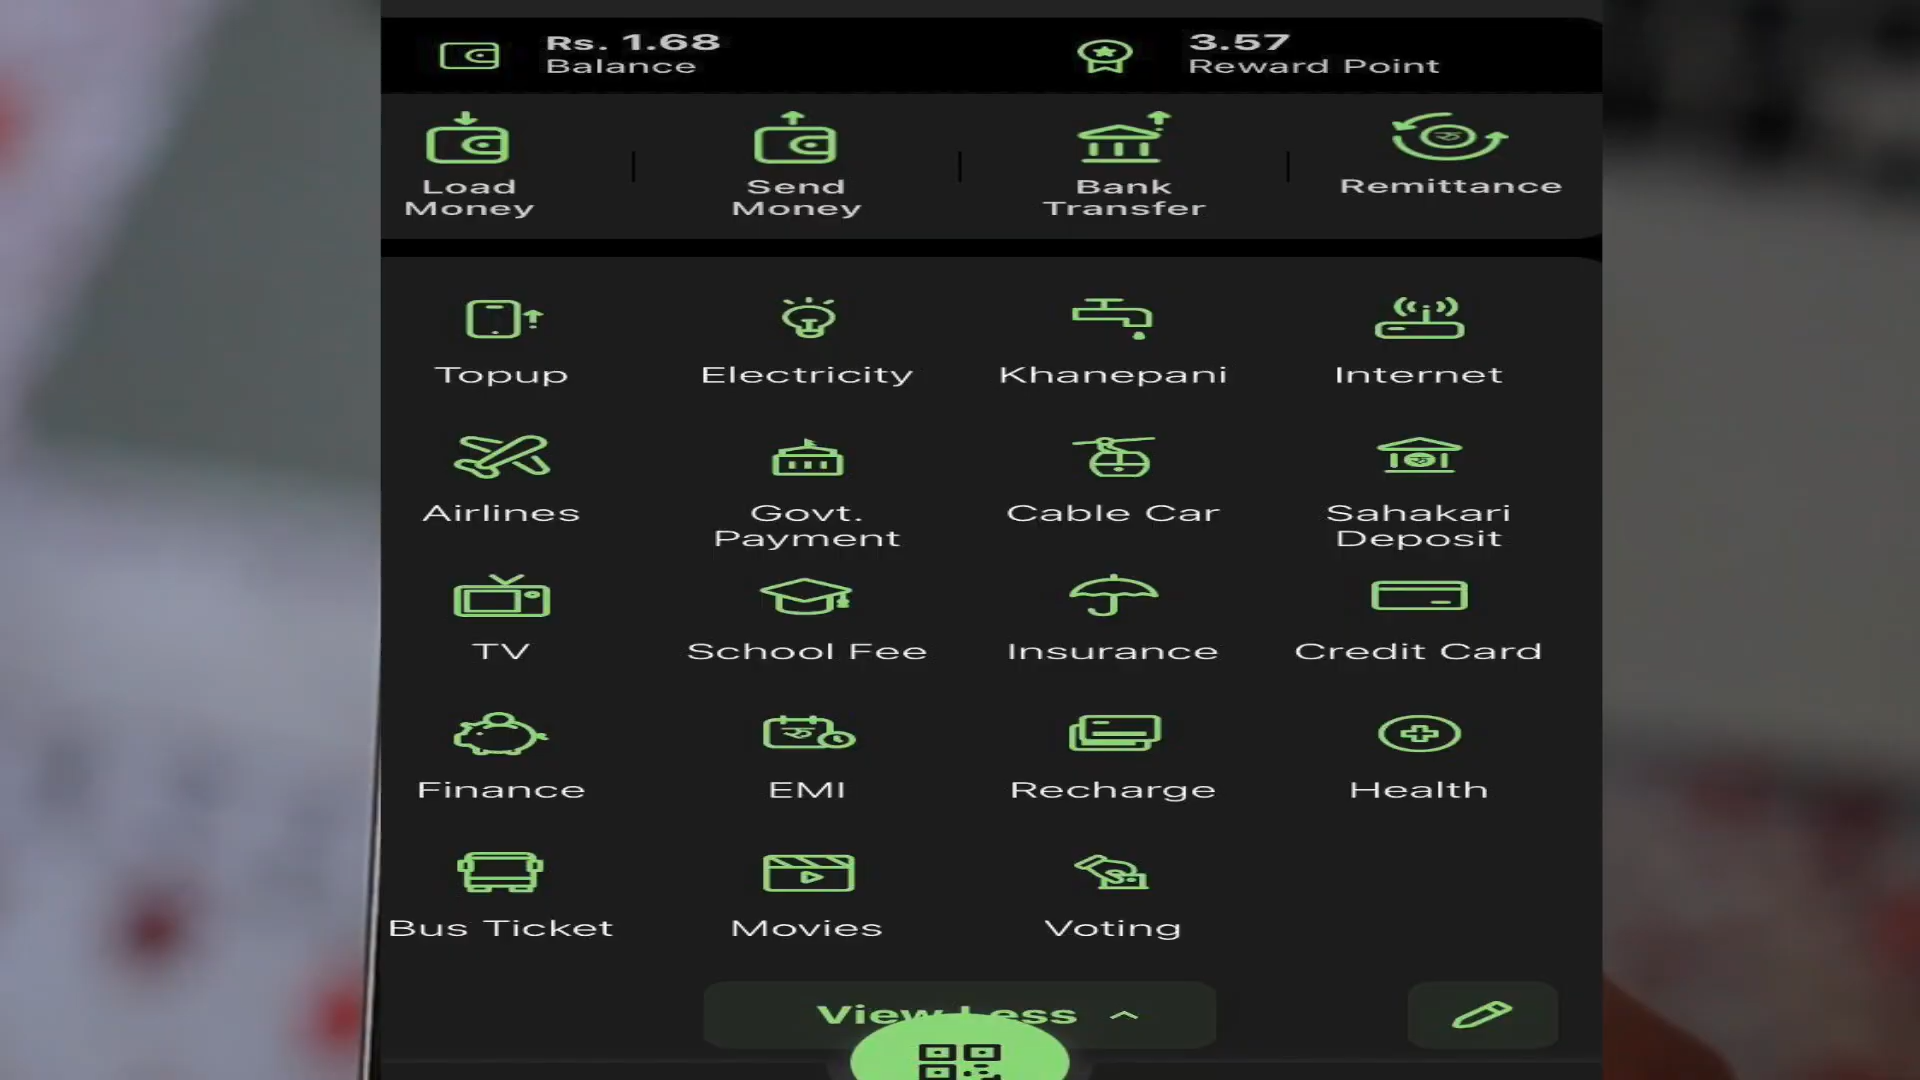 Rs. 1.68
Balance
3.57
Reward Point
Load
Money
Send
Money
Bank
Transfer
Remittance
Topup
Electricity
Khanepani
Internet
Airlines
Govt.
Payment
Cable Car
Sahakari
Deposit
TV
School Fee
Insurance
Credit Card
Finance
EMI
Recharge
Health
Bus Ticket
Movies
Voting
View Less